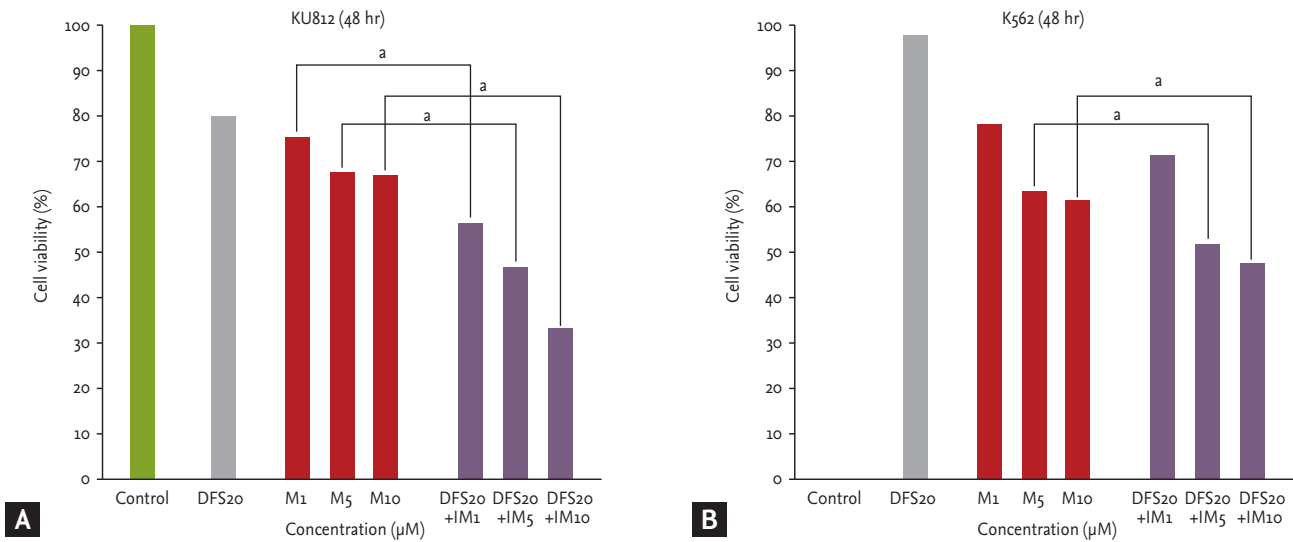 KU812 (48 hr)
100
90
80
70
60
50
40
30
20
10
0
Cell viability (%)
a
a
a
Control DFS20 M1 M5 M10 DFS20 DFS20 DFS20
+IM1 +IM5 +IM10
Concentration (µM)
A
K562 (48 hr)
100
90
80
70
60
50
40
30
20
10
0
Cell viability (%)
a
a
Control DFS20 M1 M5 M10 DFS20 DFS20 DFS20
+IM1 +IM5 +IM10
Concentration (µM)
B